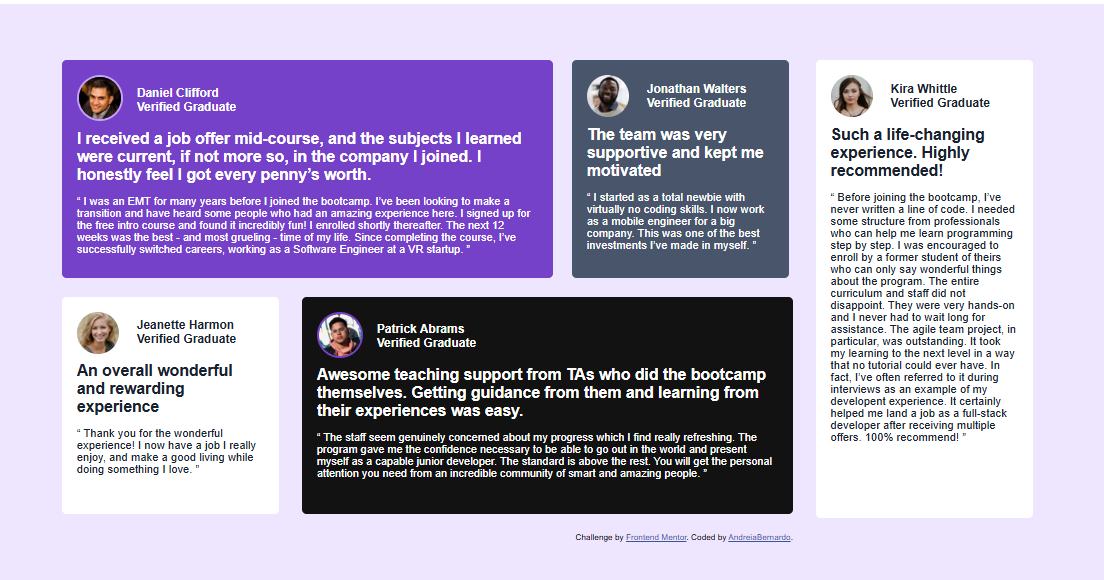 Daniel Clifford
Verified Graduate
I received a job offer mid-course, and the subjects I learned
were current, if not more so, in the company I joined. I
honestly feel I got every penny’s worth.
“ I was an EMT for many years before I joined the bootcamp. I’ve been looking to make a
transition and have heard some people who had an amazing experience here. I signed up for
the free intro course and found it incredibly fun! I enrolled shortly thereafter. The next 12
weeks was the best - and most grueling - time of my life. Since completing the course, I’ve
successfully switched careers, working as a Software Engineer at a VR startup. ”
Jonathan Walters
Verified Graduate
The team was very
supportive and kept me
motivated
“ I started as a total newbie with
virtually no coding skills. I now work
as a mobile engineer for a big
company. This was one of the best
investments I’ve made in myself. ”
Kira Whittle
Verified Graduate
Such a life-changing
experience. Highly
recommended!
“ Before joining the bootcamp, I’ve
never written a line of code. I needed
some structure from professionals
who can help me learn programming
step by step. I was encouraged to
enroll by a former student of theirs
who can only say wonderful things
about the program. The entire
curriculum and staff did not
disappoint. They were very hands-on
and I never had to wait long for
assistance. The agile team project, in
particular, was outstanding. It took
my learning to the next level in a way
that no tutorial could ever have. In
fact, I’ve often referred to it during
interviews as an example of my
developent experience. It certainly
helped me land a job as a full-stack
developer after receiving multiple
offers. 100% recommend! ”
Jeanette Harmon
Verified Graduate
An overall wonderful
and rewarding
experience
“ Thank you for the wonderful
experience! I now have a job I really
enjoy, and make a good living while
doing something I love. ”
Patrick Abrams
Verified Graduate
Awesome teaching support from TAs who did the bootcamp
themselves. Getting guidance from them and learning from
their experiences was easy.
“ The staff seem genuinely concerned about my progress which I find really refreshing. The
program gave me the confidence necessary to be able to go out in the world and present
myself as a capable junior developer. The standard is above the rest. You will get the personal
attention you need from an incredible community of smart and amazing people. ”
Challenge by Frontend Mentor. Coded by AndreiaBernardo.